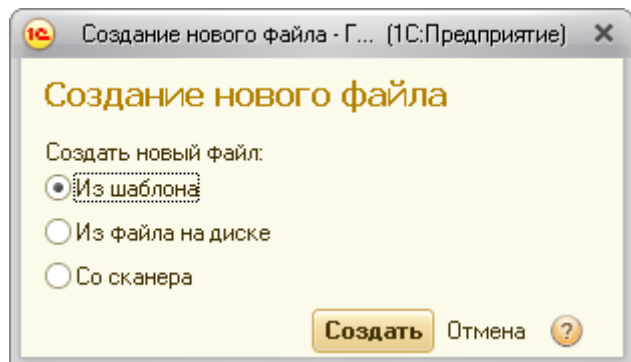 1С Создание нового файла - Г... (1С:Предприятие)
Создание нового файла
Создать новый файл:
Из шаблона
Из файла на диске
Со сканера
Создать Отмена ?